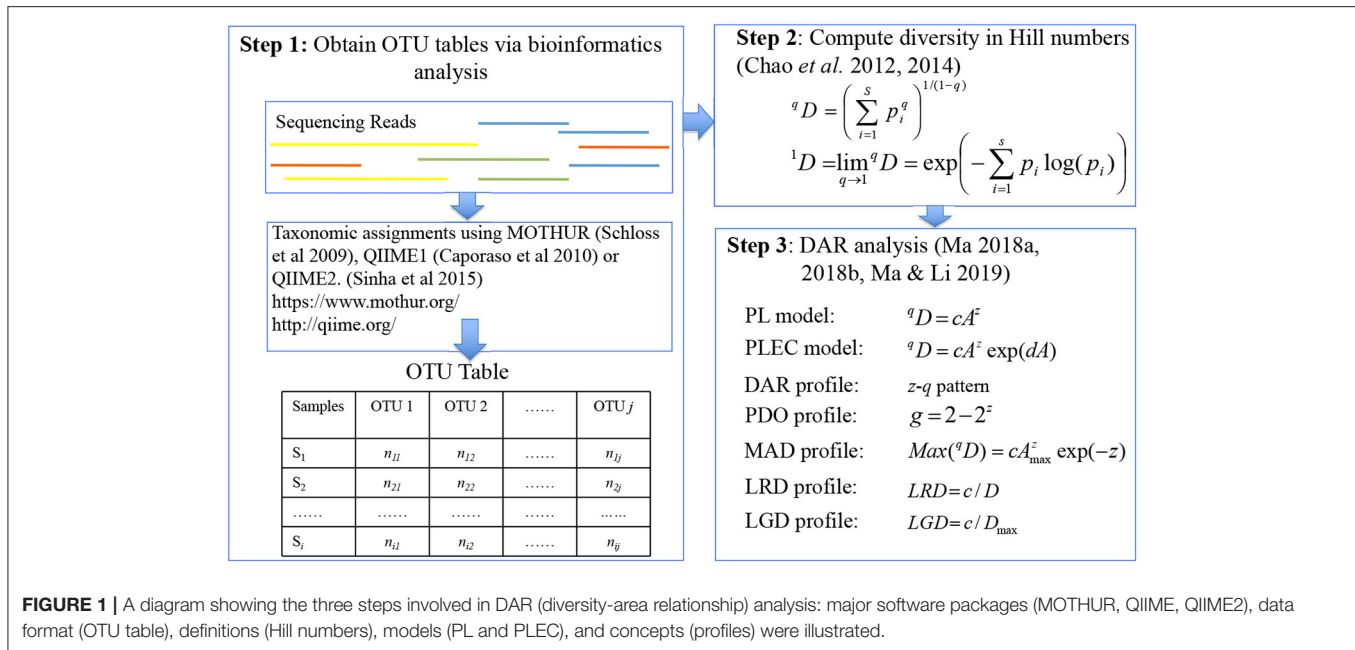 Step 1: Obtain OTU tables via bioinformatics
analysis
Sequencing Reads
Taxonomic assignments using MOTHUR (Schloss
et al 2009), QIIME1 (Caporaso et al 2010) or
QIIME2. (Sinha et al 2015)
https://www.mothur.org/
http://qiime.org/
OTU Table
Samples OTU 1 OTU 2 …… OTU j
S₁ n₁₁ n₁₂ …… n₁ⱼ
S₂ n₂₁ n₂₂ …… n₂ⱼ
…… …… …… …… ……
Sᵢ nᵢ₁ nᵢ₂ …… nᵢⱼ
Step 2: Compute diversity in Hill numbers
(Chao et al. 2012, 2014)
^qD = (∑_{i=1}^{S} p_i^q)^{1/(1-q)}
^1D = lim_{q→1} ^qD = exp(−∑_{i=1}^{s} p_i log(p_i))
Step 3: DAR analysis (Ma 2018a,
2018b, Ma & Li 2019)
PL model: ^qD = cA^z
PLEC model: ^qD = cA^z exp(dA)
DAR profile: z-q pattern
PDO profile: g = 2 − 2^z
MAD profile: Max(^qD) = cA_{max}^z exp(−z)
LRD profile: LRD = c / D
LGD profile: LGD = c / D_{max}
FIGURE 1 | A diagram showing the three steps involved in DAR (diversity-area relationship) analysis: major software packages (MOTHUR, QIIME, QIIME2), data
format (OTU table), definitions (Hill numbers), models (PL and PLEC), and concepts (profiles) were illustrated.